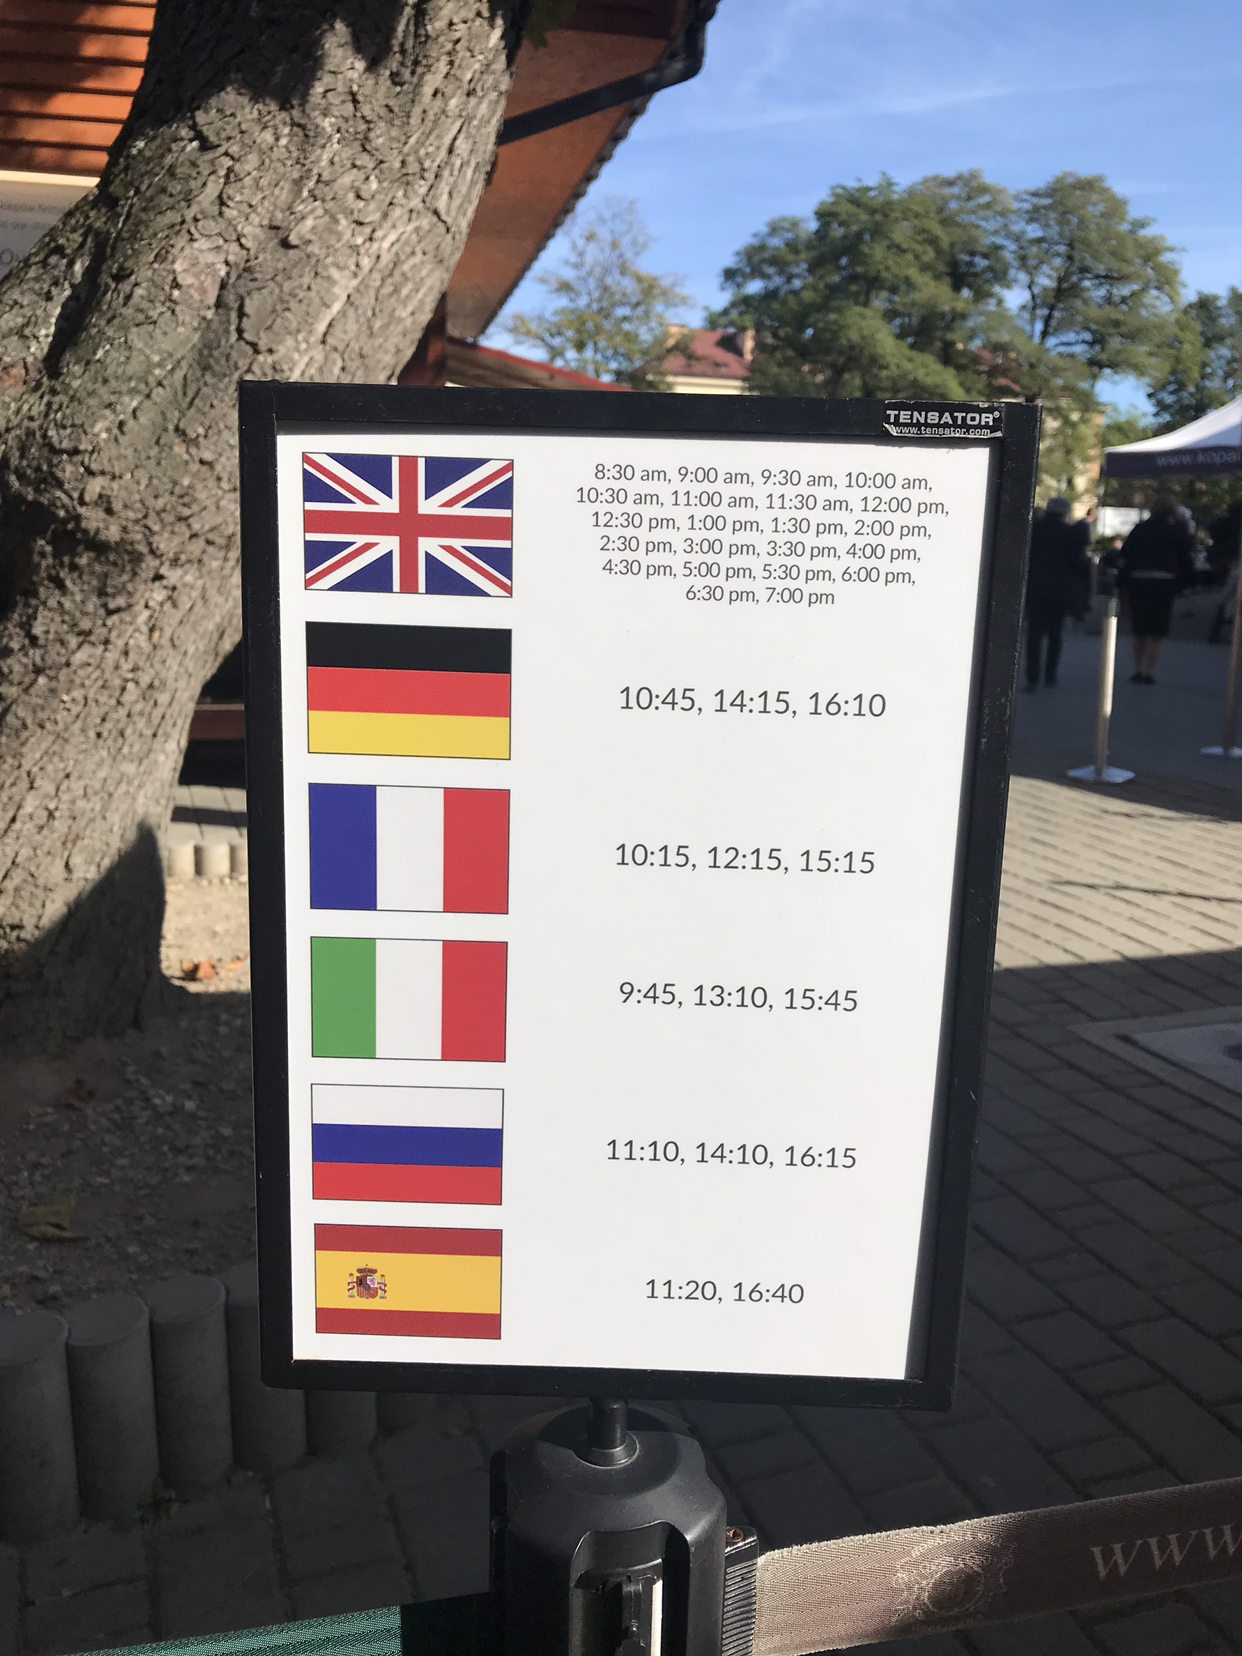 TENSATOR®
www.tensator.com
8:30 am, 9:00 am, 9:30 am, 10:00 am,
10:30 am, 11:00 am, 11:30 am, 12:00 pm,
12:30 pm, 1:00 pm, 1:30 pm, 2:00 pm,
2:30 pm, 3:00 pm, 3:30 pm, 4:00 pm,
4:30 pm, 5:00 pm, 5:30 pm, 6:00 pm,
6:30 pm, 7:00 pm
10:45, 14:15, 16:10
10:15, 12:15, 15:15
9:45, 13:10, 15:45
11:10, 14:10, 16:15
11:20, 16:40
www.kopal
www